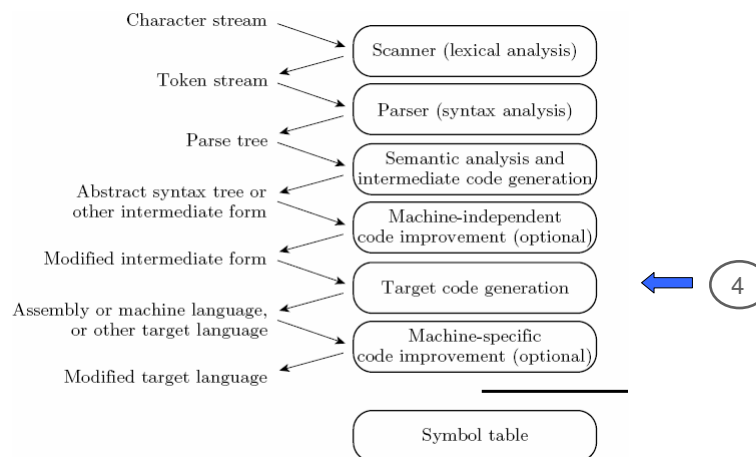 Character stream
Scanner (lexical analysis)
Token stream
Parser (syntax analysis)
Parse tree
Semantic analysis and
intermediate code generation
Abstract syntax tree or
other intermediate form
Machine-independent
code improvement (optional)
Modified intermediate form
Target code generation
4
Assembly or machine language,
or other target language
Machine-specific
code improvement (optional)
Modified target language
Symbol table